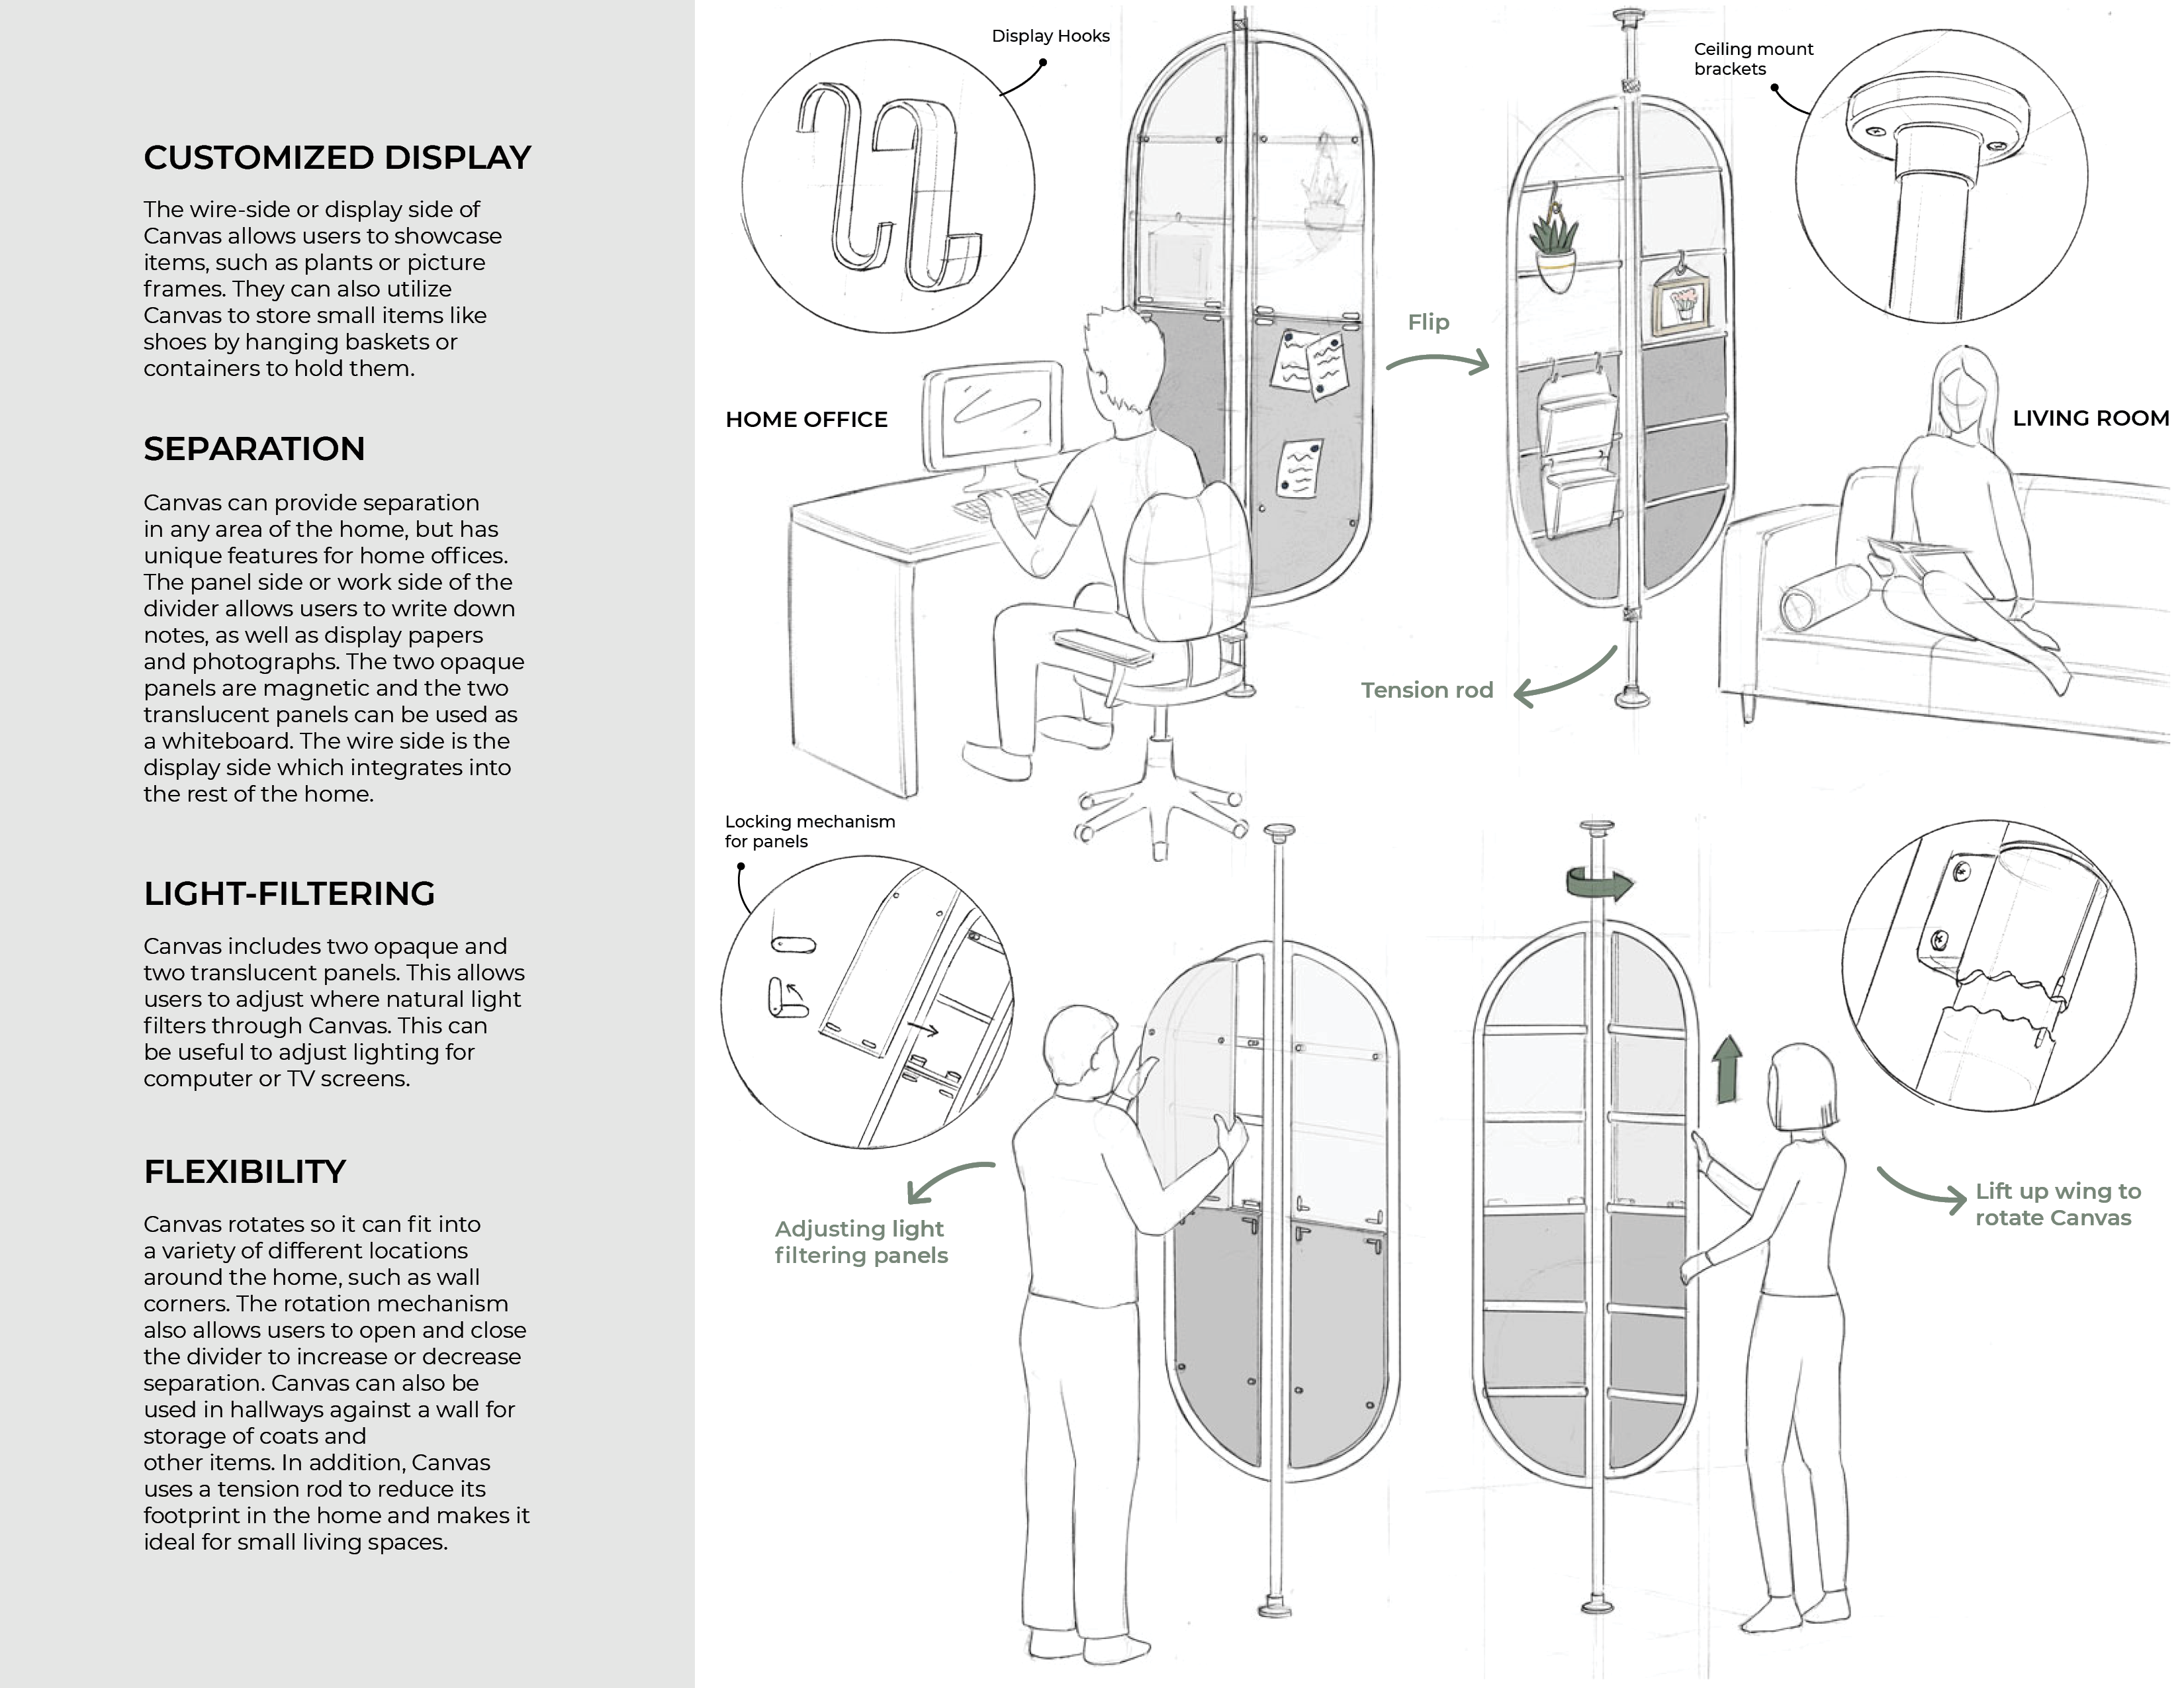 CUSTOMIZED DISPLAY
The wire-side or display side of
Canvas allows users to showcase
items, such as plants or picture
frames. They can also utilize
Canvas to store small items like
shoes by hanging baskets or
containers to hold them.
SEPARATION
Canvas can provide separation
in any area of the home, but has
unique features for home offices.
The panel side or work side of the
divider allows users to write down
notes, as well as display papers
and photographs. The two opaque
panels are magnetic and the two
translucent panels can be used as
a whiteboard. The wire side is the
display side which integrates into
the rest of the home.
LIGHT-FILTERING
Canvas includes two opaque and
two translucent panels. This allows
users to adjust where natural light
filters through Canvas. This can
be useful to adjust lighting for
computer or TV screens.
FLEXIBILITY
Canvas rotates so it can fit into
a variety of different locations
around the home, such as wall
corners. The rotation mechanism
also allows users to open and close
the divider to increase or decrease
separation. Canvas can also be
used in hallways against a wall for
storage of coats and
other items. In addition, Canvas
uses a tension rod to reduce its
footprint in the home and makes it
ideal for small living spaces.
Display Hooks
Ceiling mount
brackets
Flip
HOME OFFICE
LIVING ROOM
Tension rod
Locking mechanism
for panels
Adjusting light
filtering panels
Lift up wing to
rotate Canvas